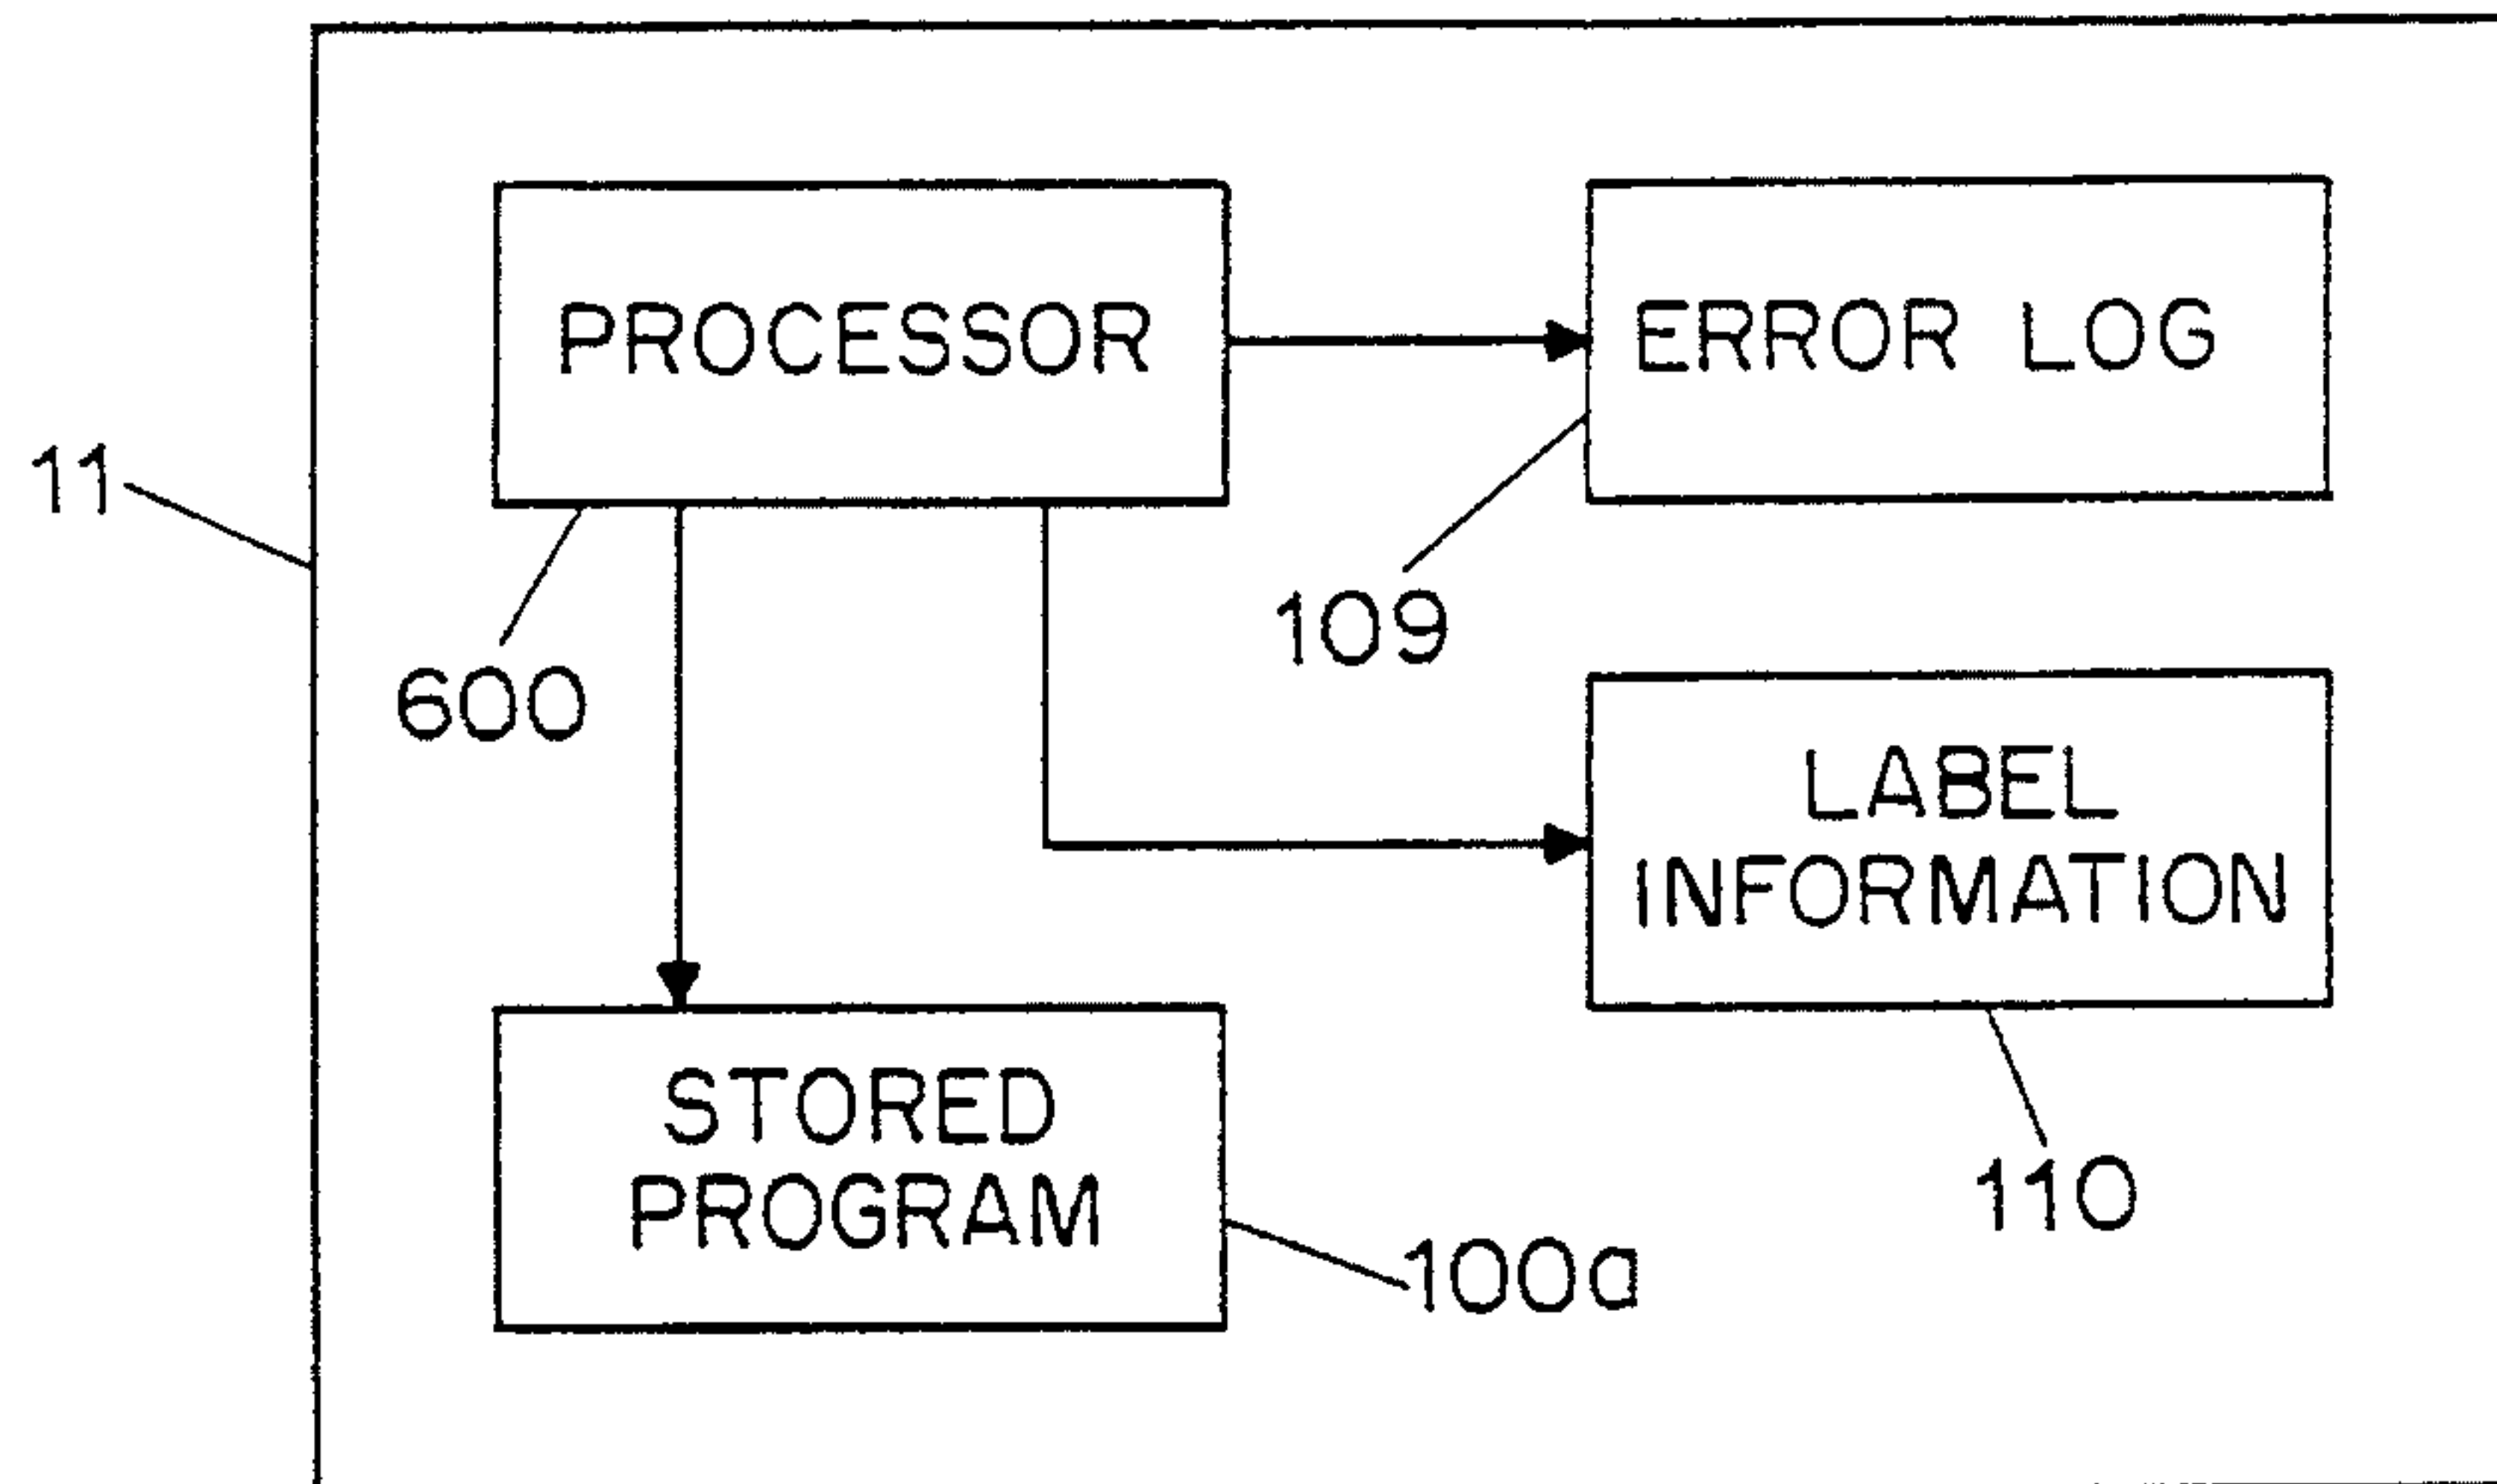 PROCESSOR
ERROR LOG
11
109
600
LABEL
INFORMATION
STORED
PROGRAM
110
100a